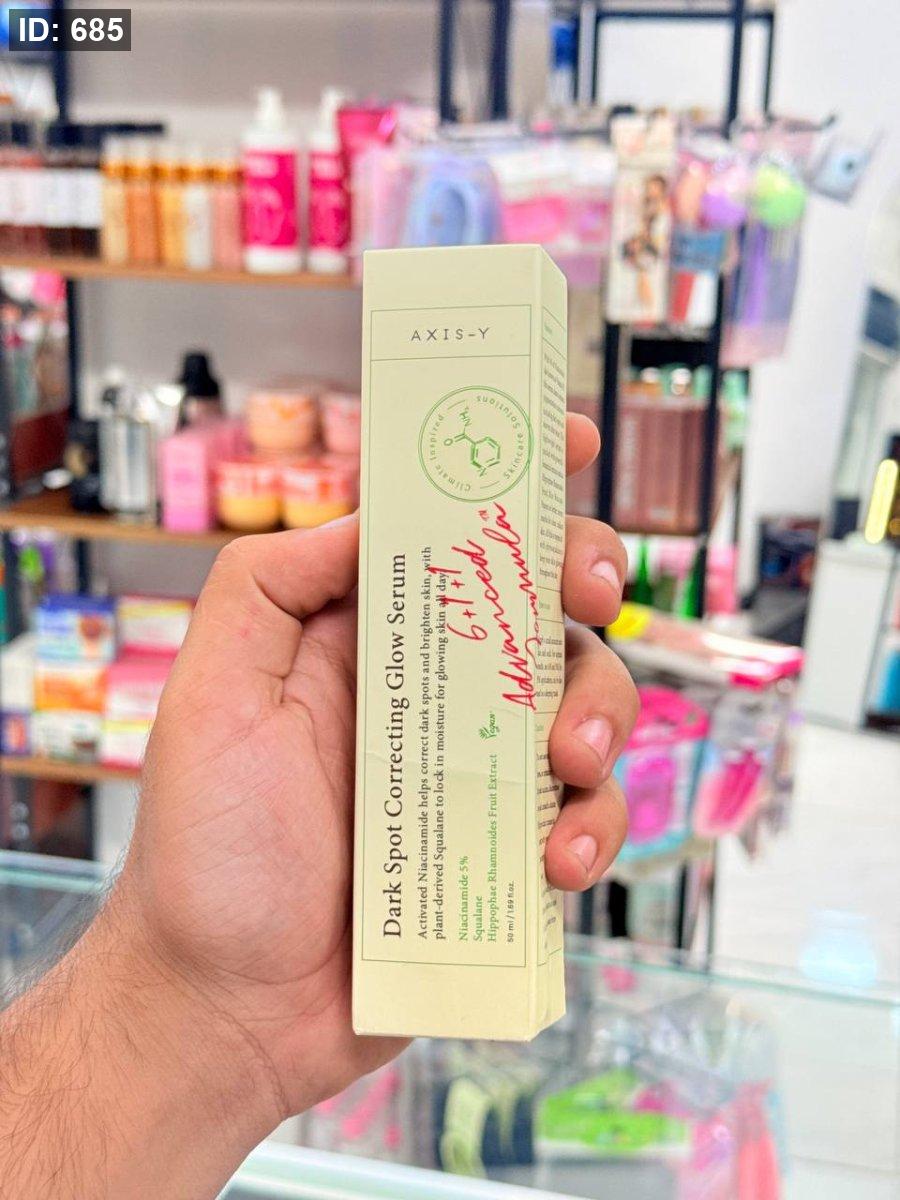 ID: 685
AXIS-Y
Climate Inspired
Skincare Solutions
NH₂
O
N
Dark Spot Correcting Glow Serum
Activated Niacinamide helps correct dark spots and brighten skin, with
plant-derived Squalane to lock in moisture for glowing skin all day
6+1+1
Advanced
Formula™
Vegan
Niacinamide 5%
Squalane
Hippophae Rhamnoides Fruit Extract
50 ml / 1.69 fl.oz.